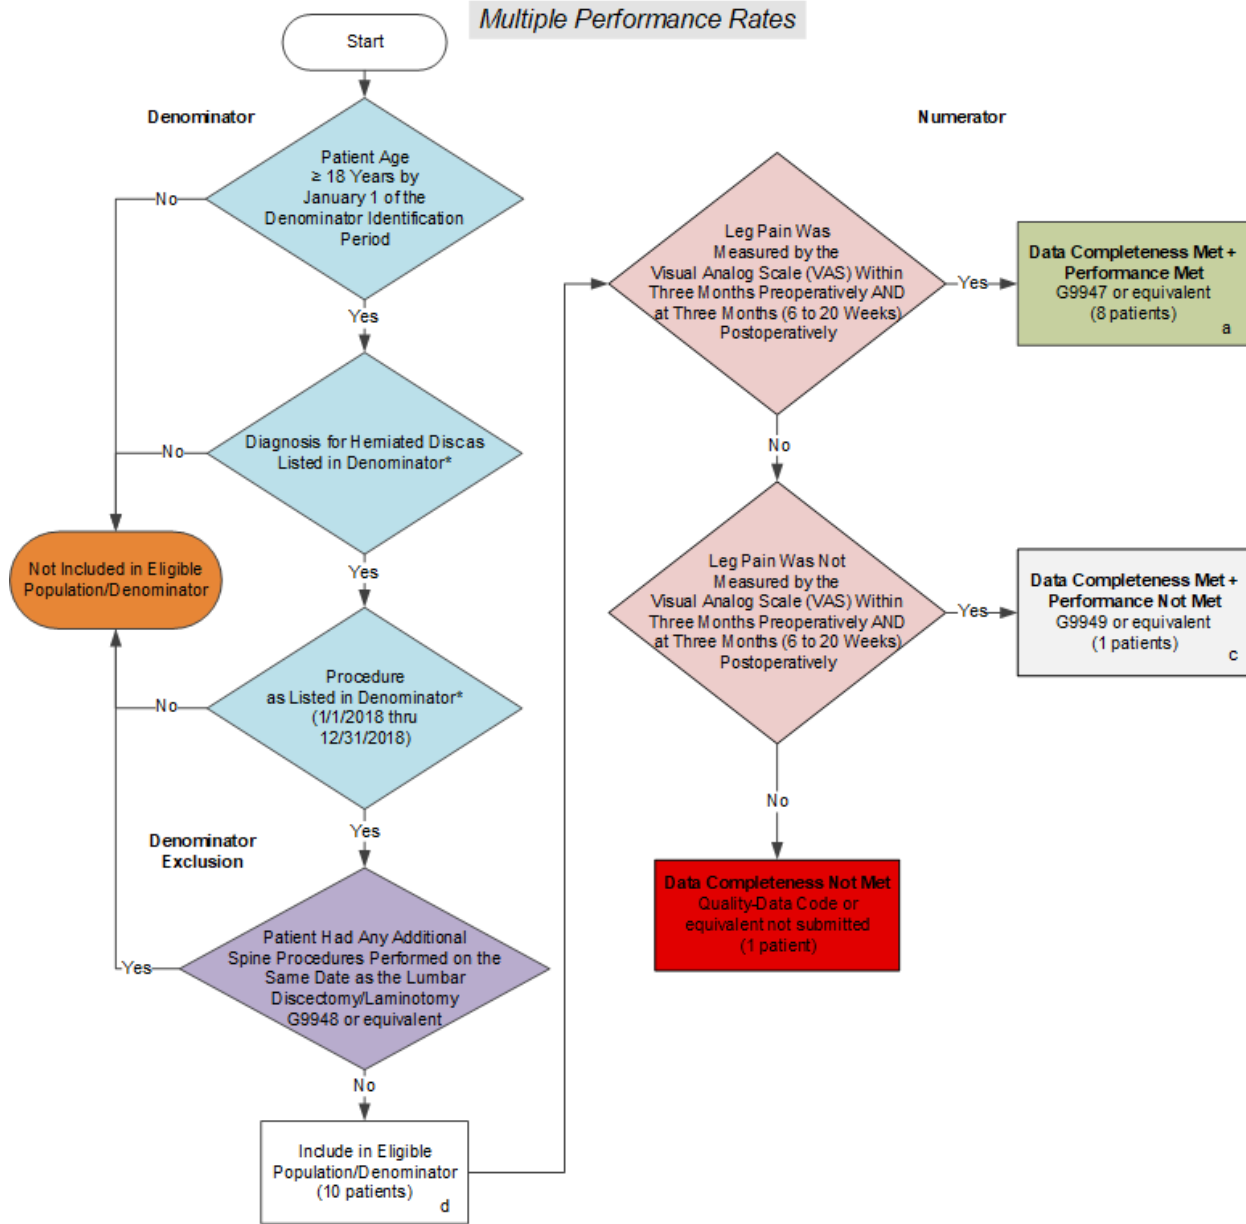 Multiple Performance Rates
Start
Denominator
Patient Age
≥ 18 Years by
January 1 of the
Denominator Identification
Period
No
Yes
Diagnosis for Herniated Discas
Listed in Denominator*
No
Yes
Not Included in Eligible
Population/Denominator
Procedure
as Listed in Denominator*
(1/1/2018 thru
12/31/2018)
No
Yes
Denominator
Exclusion
Patient Had Any Additional
Spine Procedures Performed on the
Same Date as the Lumbar
Discectomy/Laminotomy
G9948 or equivalent
Yes
No
Include in Eligible
Population/Denominator
(10 patients)
d
Numerator
Leg Pain Was
Measured by the
Visual Analog Scale (VAS) Within
Three Months Preoperatively AND
at Three Months (6 to 20 Weeks)
Postoperatively
Yes
Data Completeness Met +
Performance Met
G9947 or equivalent
(8 patients)
a
No
Leg Pain Was Not
Measured by the
Visual Analog Scale (VAS) Within
Three Months Preoperatively AND
at Three Months (6 to 20 Weeks)
Postoperatively
Yes
Data Completeness Met +
Performance Not Met
G9949 or equivalent
(1 patients)
c
No
Data Completeness Not Met
Quality-Data Code or
equivalent not submitted
(1 patient)